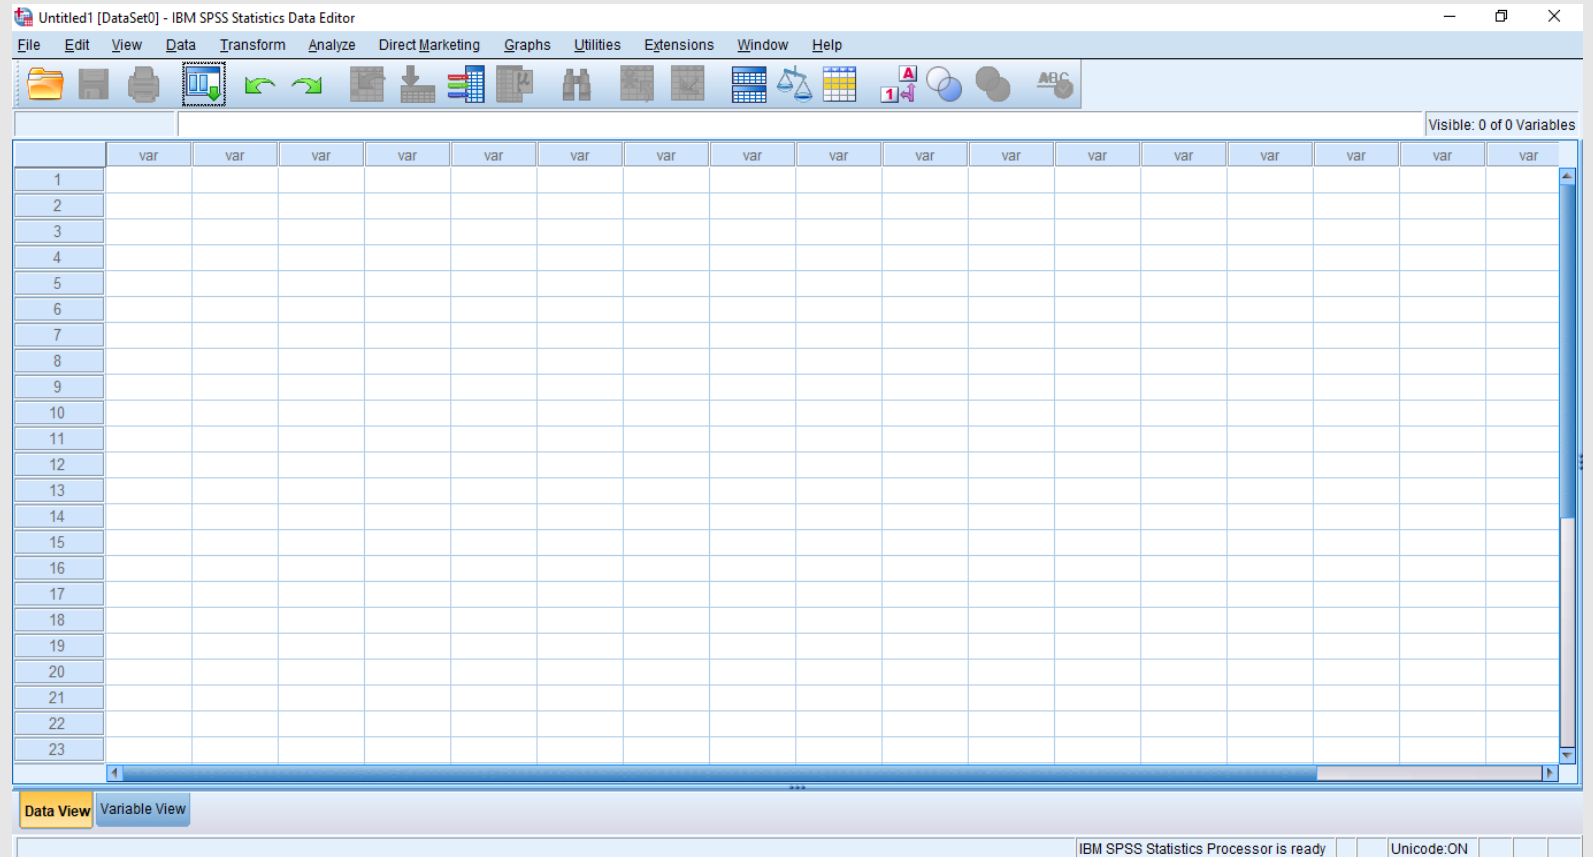 Untitled1 [DataSet0] - IBM SPSS Statistics Data Editor
File Edit View Data Transform Analyze Direct Marketing Graphs Utilities Extensions Window Help
A
1
µ
ABC
Visible: 0 of 0 Variables
var var var var var var var var var var var var var var var var var
1
2
3
4
5
6
7
8
9
10
11
12
13
14
15
16
17
18
19
20
21
22
23
Data View Variable View
IBM SPSS Statistics Processor is ready Unicode:ON